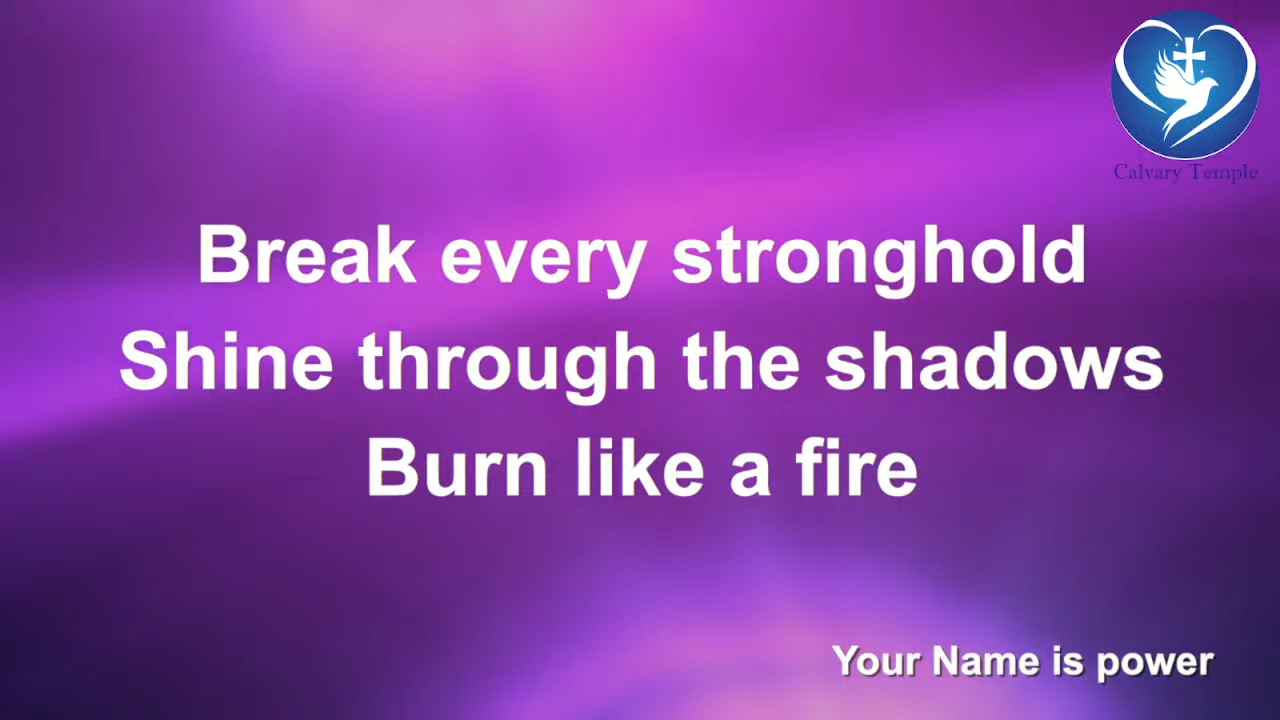 Calvary Temple
Break every stronghold
Shine through the shadows
Burn like a fire
Your Name is power